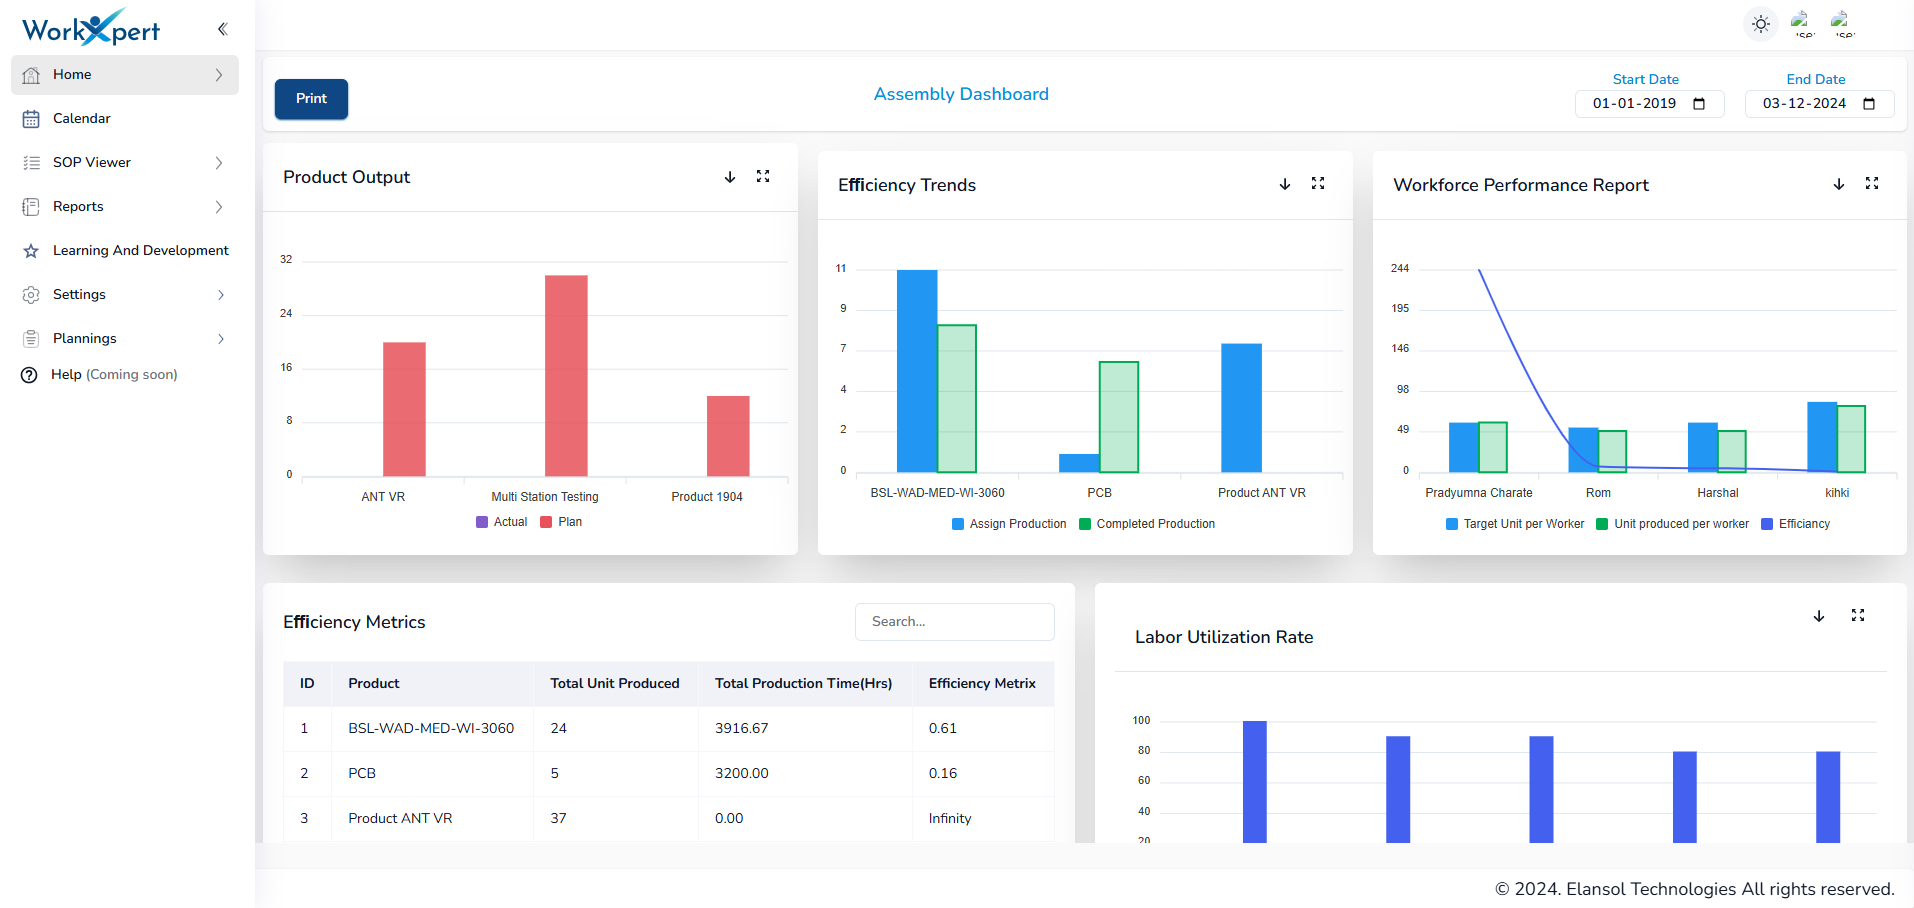 WorkXpert
Home
Calendar
SOP Viewer
Reports
Learning And Development
Settings
Plannings
Help (Coming soon)
Print
Assembly Dashboard
Start Date
End Date
01-01-2019
03-12-2024
Product Output
32
24
16
8
0
ANT VR
Multi Station Testing
Product 1904
Actual
Plan
Efficiency Trends
11
9
7
4
2
0
BSL-WAD-MED-WI-3060
PCB
Product ANT VR
Assign Production
Completed Production
Workforce Performance Report
244
195
146
98
49
0
Pradyumna Charate
Rom
Harshal
kihki
Target Unit per Worker
Unit produced per worker
Efficiancy
Efficiency Metrics
Search...
ID Product Total Unit Produced Total Production Time(Hrs) Efficiency Metrix
1 BSL-WAD-MED-WI-3060 24 3916.67 0.61
2 PCB 5 3200.00 0.16
3 Product ANT VR 37 0.00 Infinity
Labor Utilization Rate
100
80
60
40
20
© 2024. Elansol Technologies All rights reserved.